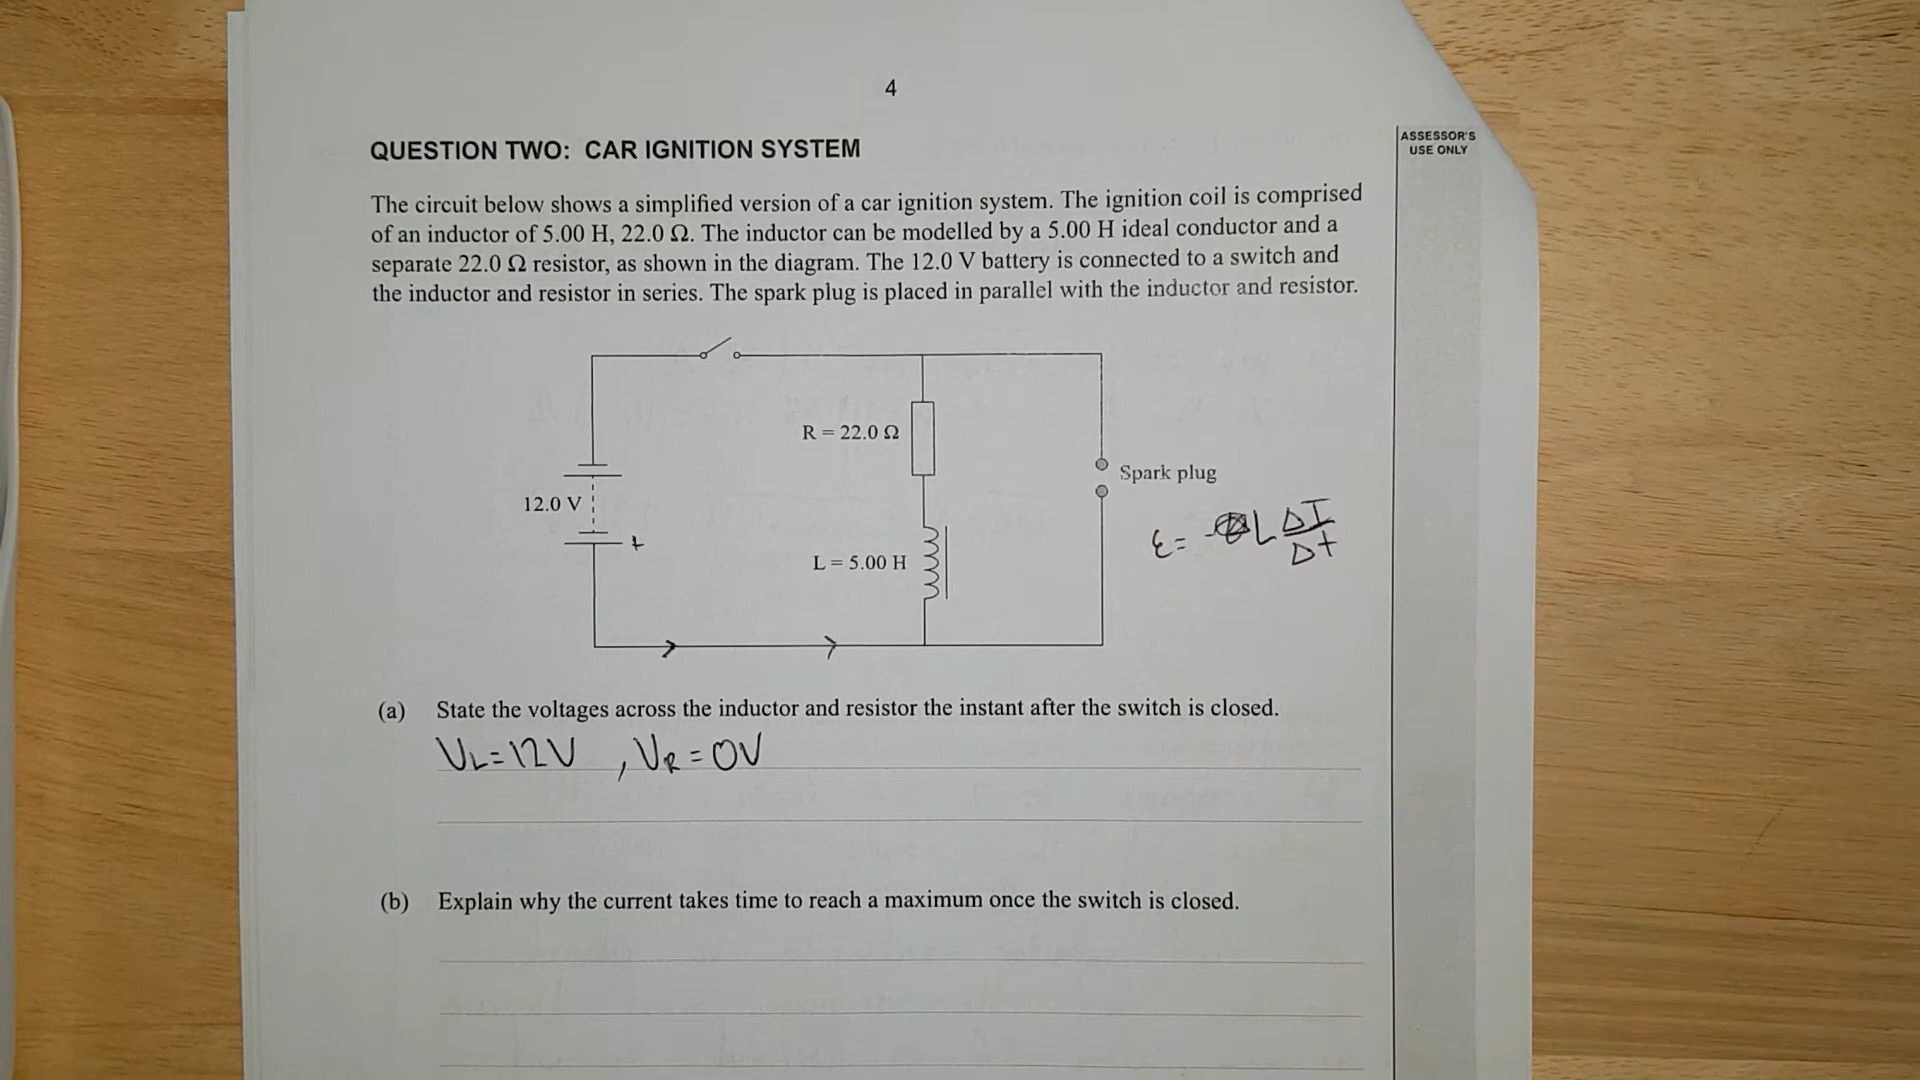 4
ASSESSOR'S
USE ONLY
QUESTION TWO: CAR IGNITION SYSTEM
The circuit below shows a simplified version of a car ignition system. The ignition coil is comprised
of an inductor of 5.00 H, 22.0 Ω. The inductor can be modelled by a 5.00 H ideal conductor and a
separate 22.0 Ω resistor, as shown in the diagram. The 12.0 V battery is connected to a switch and
the inductor and resistor in series. The spark plug is placed in parallel with the inductor and resistor.
R = 22.0 Ω
Spark plug
12.0 V
+
ε = - L ΔI/Δt
L = 5.00 H
(a) State the voltages across the inductor and resistor the instant after the switch is closed.
VL = 12V , VR = 0V
(b) Explain why the current takes time to reach a maximum once the switch is closed.